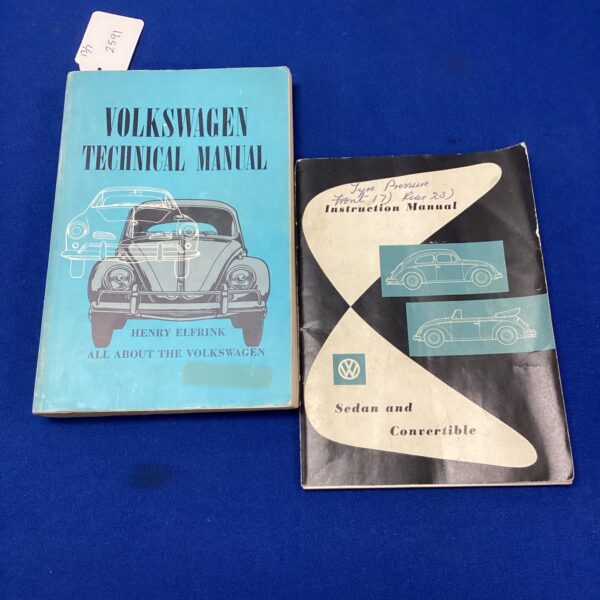 2591
VOLKSWAGEN
TECHNICAL MANUAL
HENRY ELFRINK
ALL ABOUT THE VOLKSWAGEN
Tyre Pressure
Front 17) Rear 23)
Instruction Manual
Sedan and
Convertible